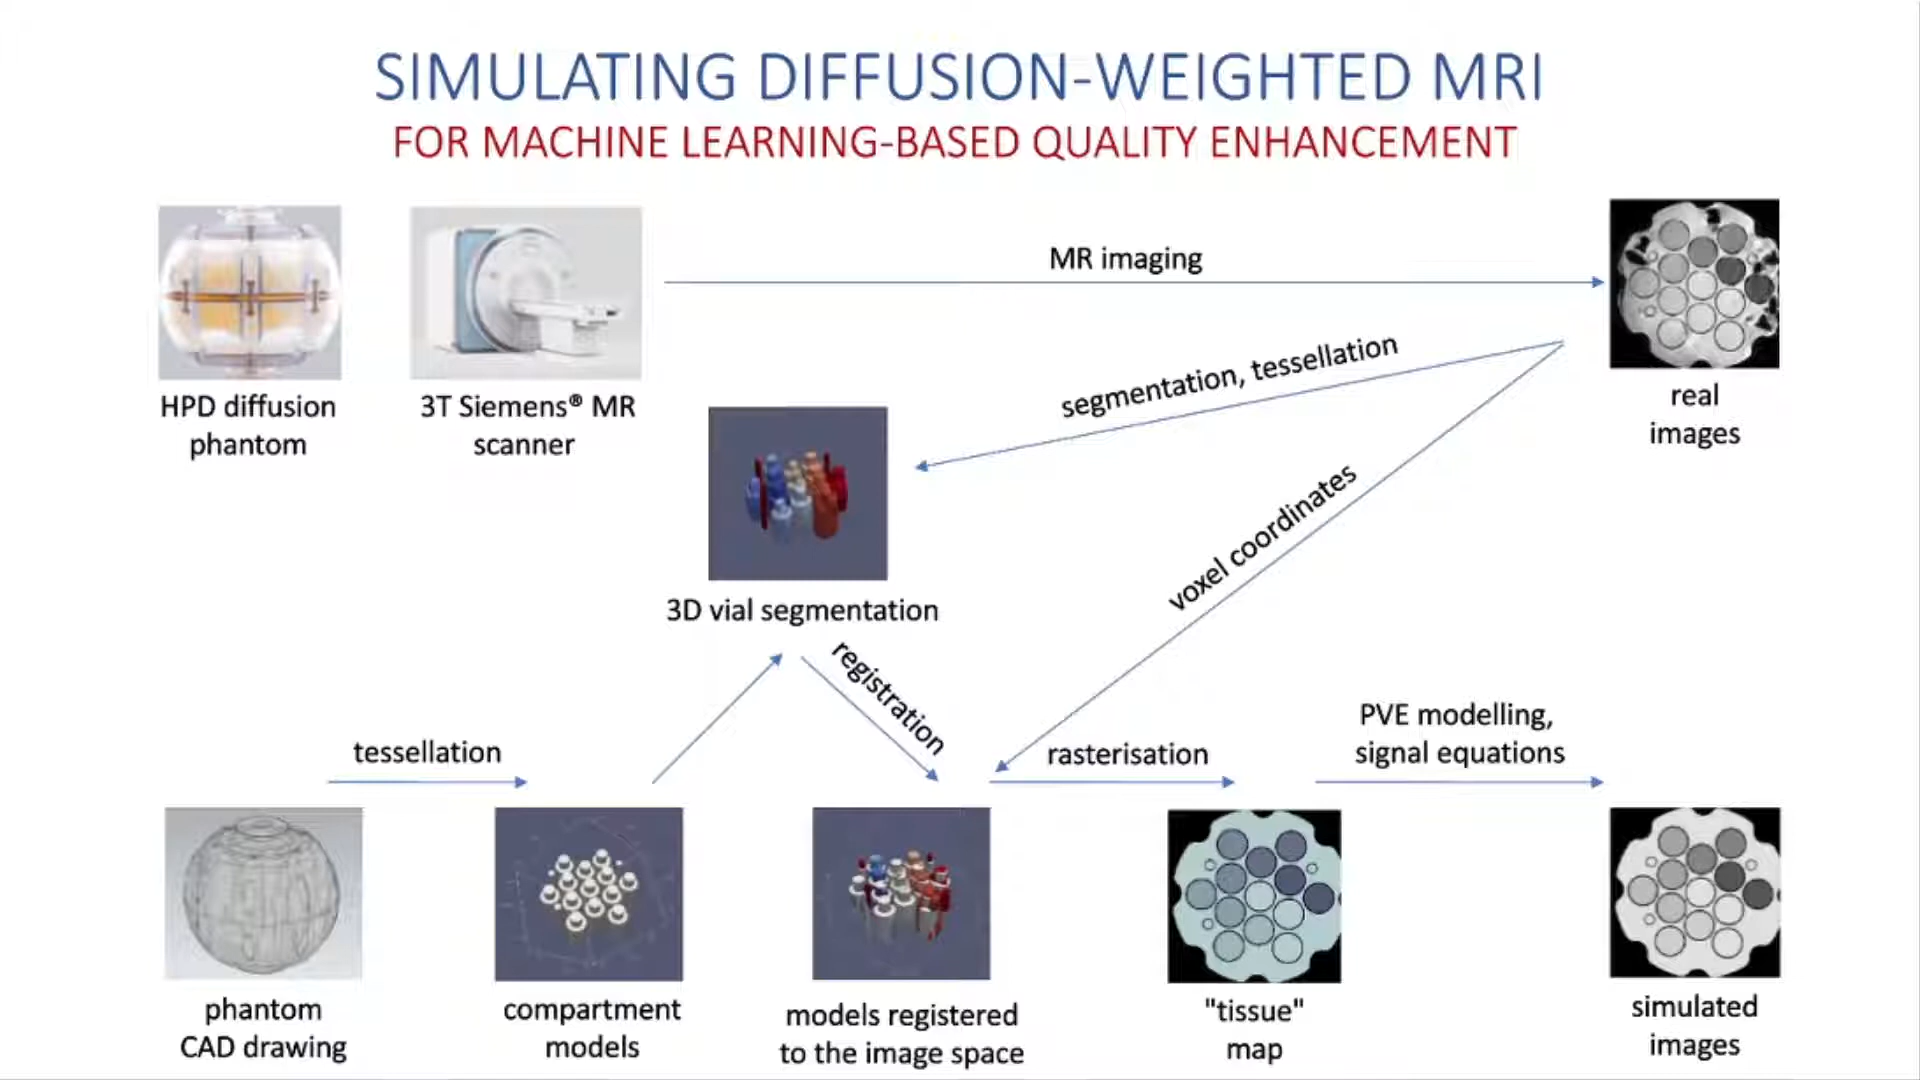 SIMULATING DIFFUSION-WEIGHTED MRI
FOR MACHINE LEARNING-BASED QUALITY ENHANCEMENT
MR imaging
HPD diffusion
phantom
3T Siemens® MR
scanner
real
images
segmentation, tessellation
voxel coordinates
3D vial segmentation
registration
tessellation
rasterisation
PVE modelling,
signal equations
phantom
CAD drawing
compartment
models
models registered
to the image space
"tissue"
map
simulated
images